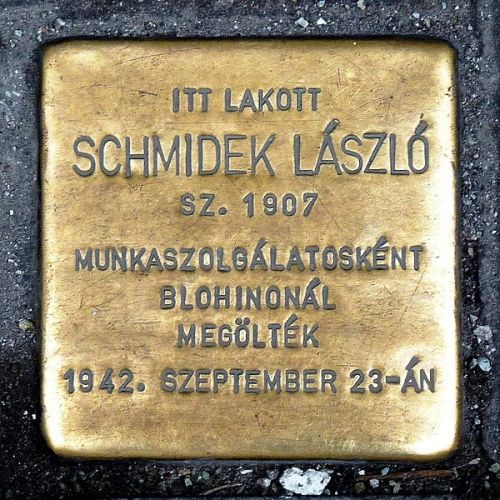 ITT LAKOTT
SCHMIDEK LÁSZLÓ
SZ. 1907
MUNKASZOLGÁLATOSKÉNT
BLOHINONÁL
MEGÖLTÉK
1942. SZEPTEMBER 23-ÁN